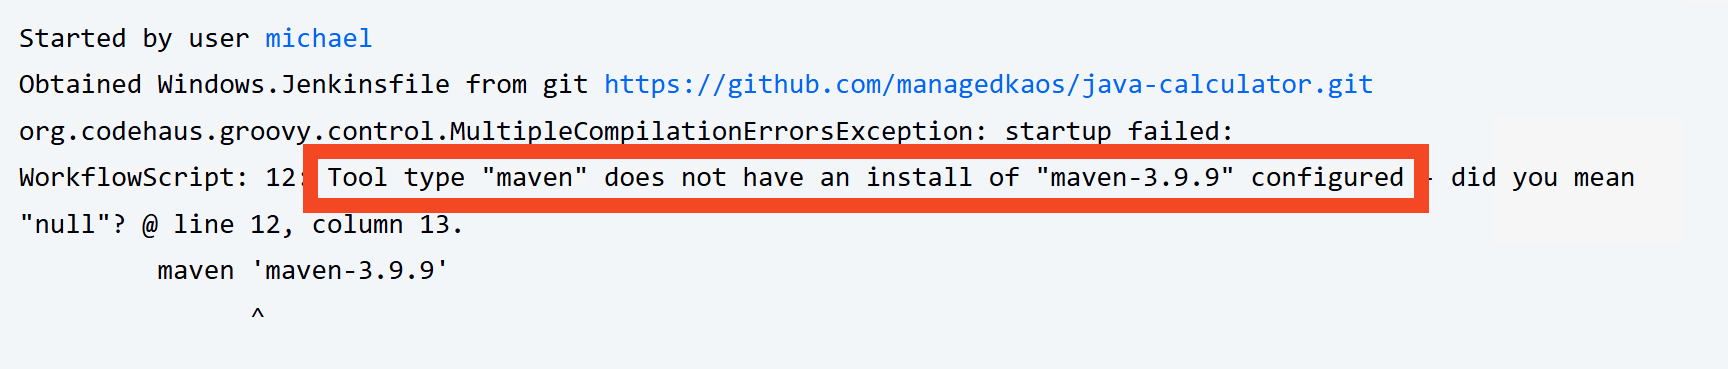 Started by user michael
Obtained Windows.Jenkinsfile from git https://github.com/managedkaos/java-calculator.git
org.codehaus.groovy.control.MultipleCompilationErrorsException: startup failed:
WorkflowScript: 12: Tool type "maven" does not have an install of "maven-3.9.9" configured - did you mean
"null"? @ line 12, column 13.
maven 'maven-3.9.9'
^